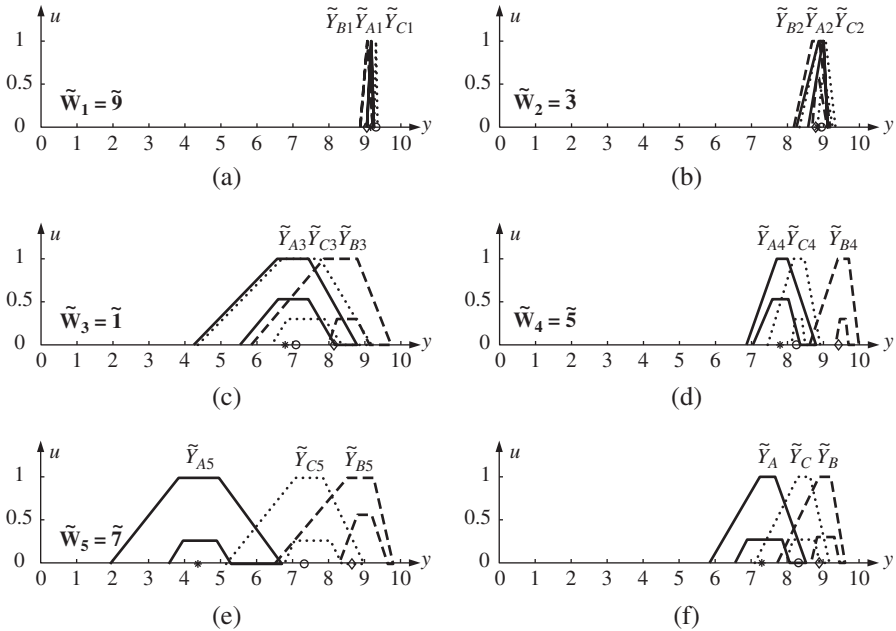 u Ỹ_B1 Ỹ_A1 Ỹ_C1
1
0.5
W̃₁ = 9̃
0
0 1 2 3 4 5 6 7 8 9 10 y
(a)
u Ỹ_B2 Ỹ_A2 Ỹ_C2
1
0.5
W̃₂ = 3̃
0
0 1 2 3 4 5 6 7 8 9 10 y
(b)
u Ỹ_A3 Ỹ_C3 Ỹ_B3
1
0.5
W̃₃ = 1̃
0
0 1 2 3 4 5 6 7 8 9 10 y
(c)
u Ỹ_A4 Ỹ_C4 Ỹ_B4
1
0.5
W̃₄ = 5̃
0
0 1 2 3 4 5 6 7 8 9 10 y
(d)
u Ỹ_A5 Ỹ_C5 Ỹ_B5
1
0.5
W̃₅ = 7̃
0
0 1 2 3 4 5 6 7 8 9 10 y
(e)
u Ỹ_A Ỹ_C Ỹ_B
1
0.5
0
0 1 2 3 4 5 6 7 8 9 10 y
(f)